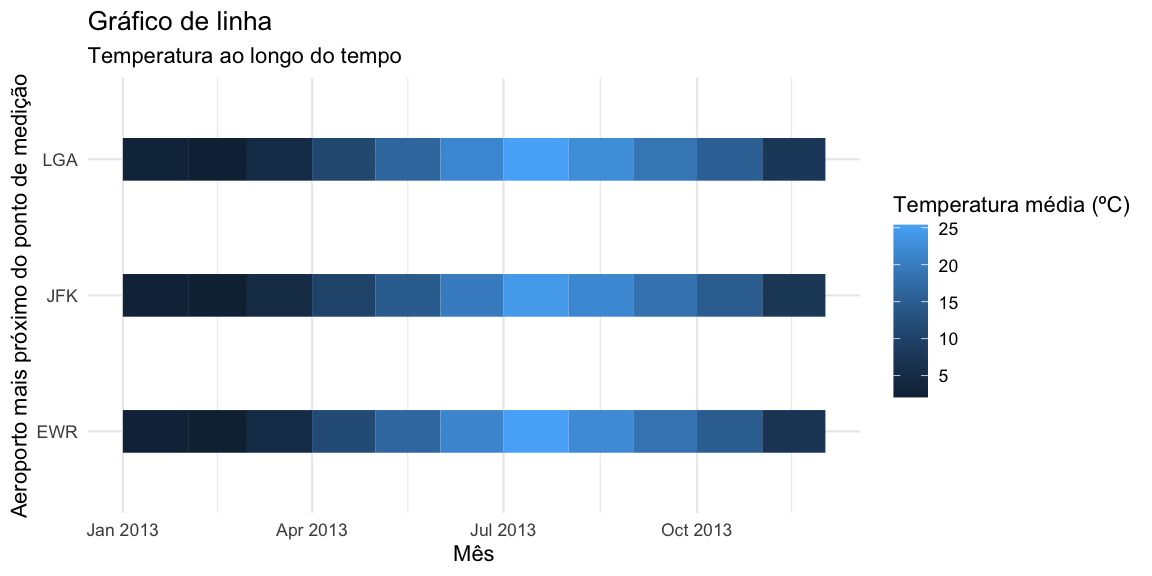 Gráfico de linha
Temperatura ao longo do tempo
Aeroporto mais próximo do ponto de medição
LGA
JFK
EWR
Jan 2013
Apr 2013
Jul 2013
Oct 2013
Mês
Temperatura média (ºC)
25
20
15
10
5